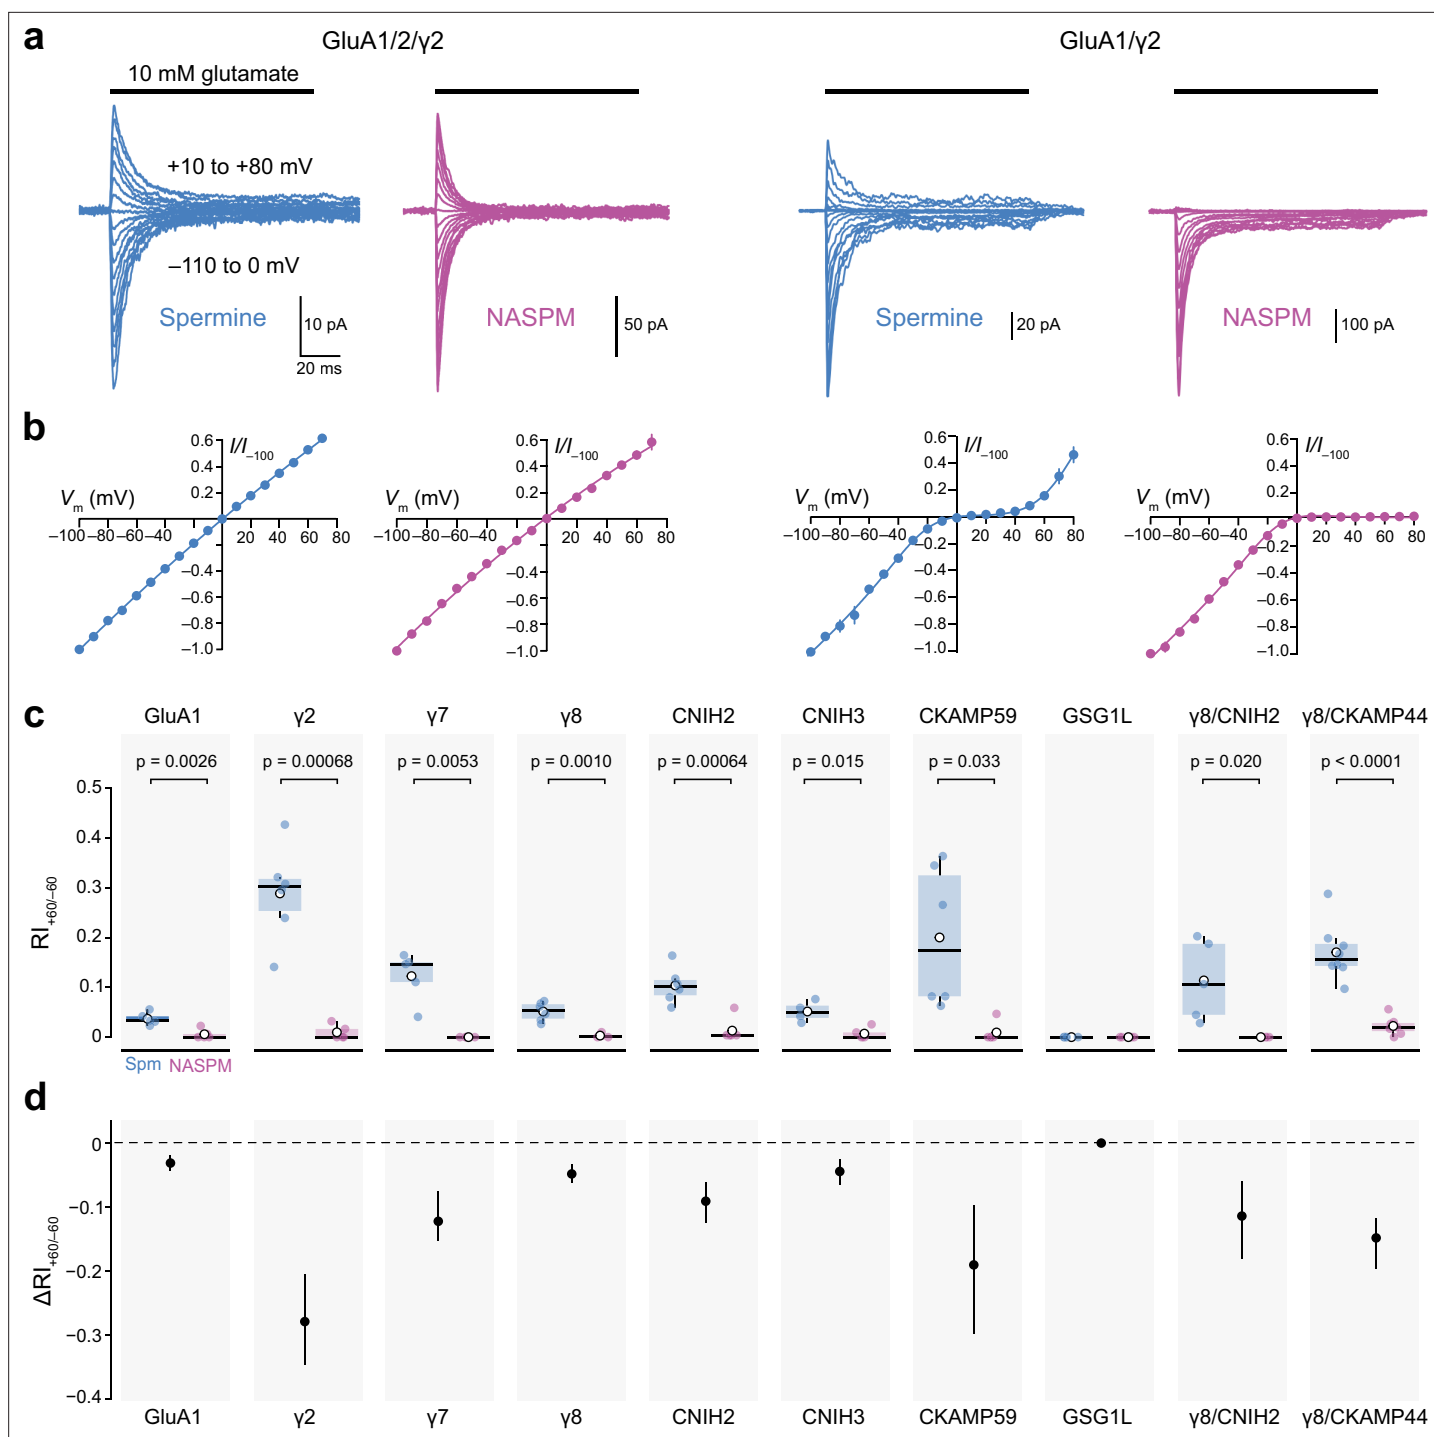 a
GluA1/2/γ2
GluA1/γ2
10 mM glutamate
+10 to +80 mV
–110 to 0 mV
Spermine
10 pA
20 ms
NASPM
50 pA
Spermine
20 pA
NASPM
100 pA
b
I/I–100
Vm (mV)
0.6
0.4
0.2
–100 –80 –60 –40
20 40 60 80
–0.4
–0.6
–0.8
–1.0
I/I–100
Vm (mV)
0.6
0.4
0.2
–100 –80 –60 –40
20 40 60 80
–0.2
–0.4
–0.6
–0.8
–1.0
I/I–100
Vm (mV)
0.6
0.4
0.2
–100 –80 –60 –40
20 40 60 80
–0.2
–0.4
–0.6
–0.8
–1.0
I/I–100
Vm (mV)
0.6
0.4
0.2
–100 –80 –60 –40
20 40 60 80
–0.2
–0.4
–0.6
–0.8
–1.0
c
GluA1 γ2 γ7 γ8 CNIH2 CNIH3 CKAMP59 GSG1L γ8/CNIH2 γ8/CKAMP44
p = 0.0026 p = 0.00068 p = 0.0053 p = 0.0010 p = 0.00064 p = 0.015 p = 0.033 p = 0.020 p < 0.0001
RI+60/–60
0.5
0.4
0.3
0.2
0.1
0
Spm NASPM
d
ΔRI+60/–60
0
−0.1
−0.2
−0.3
−0.4
GluA1 γ2 γ7 γ8 CNIH2 CNIH3 CKAMP59 GSG1L γ8/CNIH2 γ8/CKAMP44